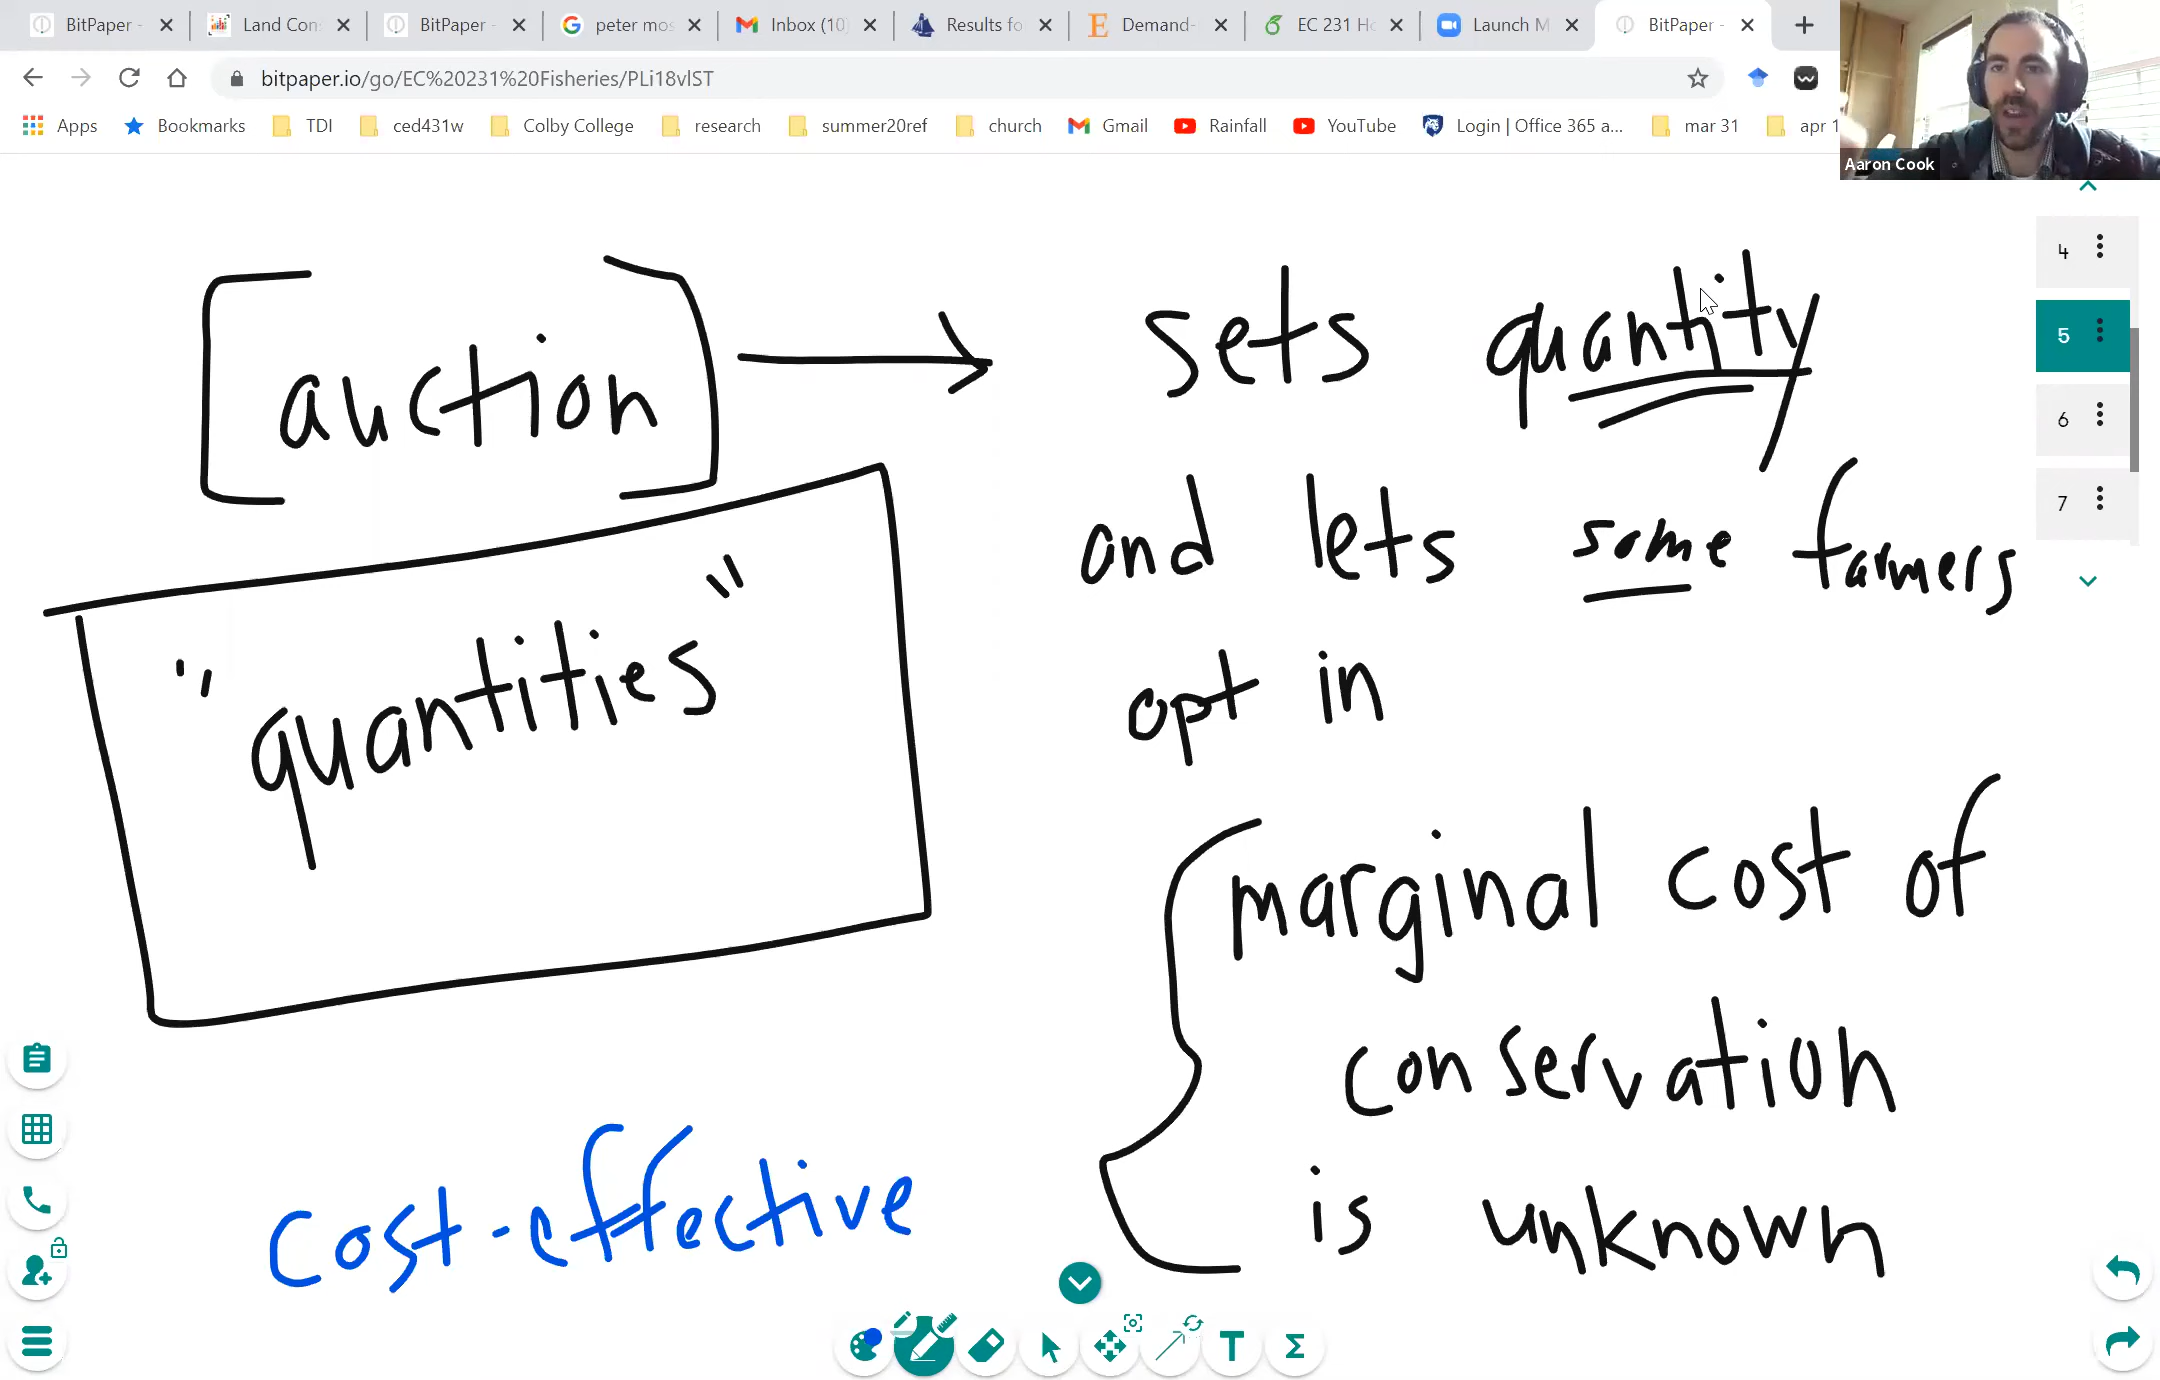 BitPaper -
Land Con
BitPaper -
peter mos
Inbox (10)
Results fo
Demand-
EC 231 Ho
Launch M
BitPaper -
bitpaper.io/go/EC%20231%20Fisheries/PLi18vlST
Apps
Bookmarks
TDI
ced431w
Colby College
research
summer20ref
church
Gmail
Rainfall
YouTube
Login | Office 365 a...
mar 31
apr 1
Aaron Cook
4
5
6
7
auction
sets quantity
and lets some farmers
opt in
"quantities"
marginal cost of
conservation
is unknown
cost-effective
T
Σ